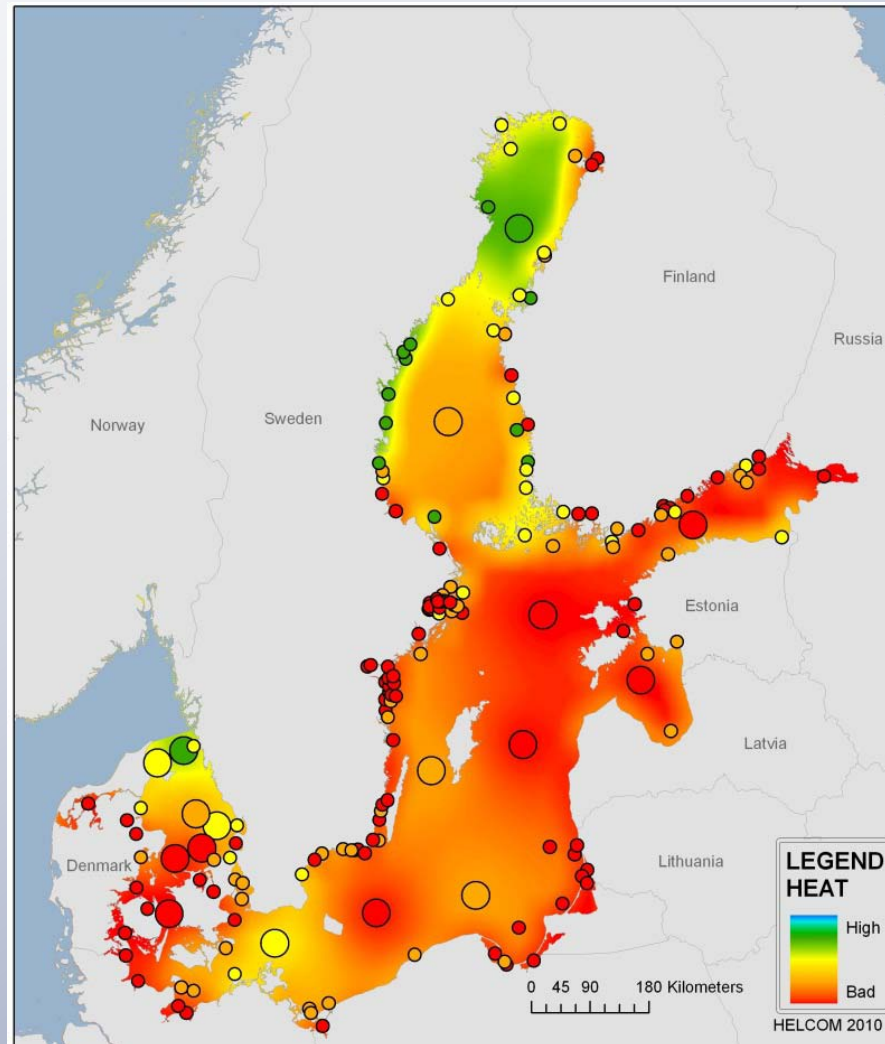 Finland
Russia
Norway
Sweden
Estonia
Latvia
Denmark
Lithuania
LEGEND
HEAT
High
Bad
0 45 90 180 Kilometers
HELCOM 2010